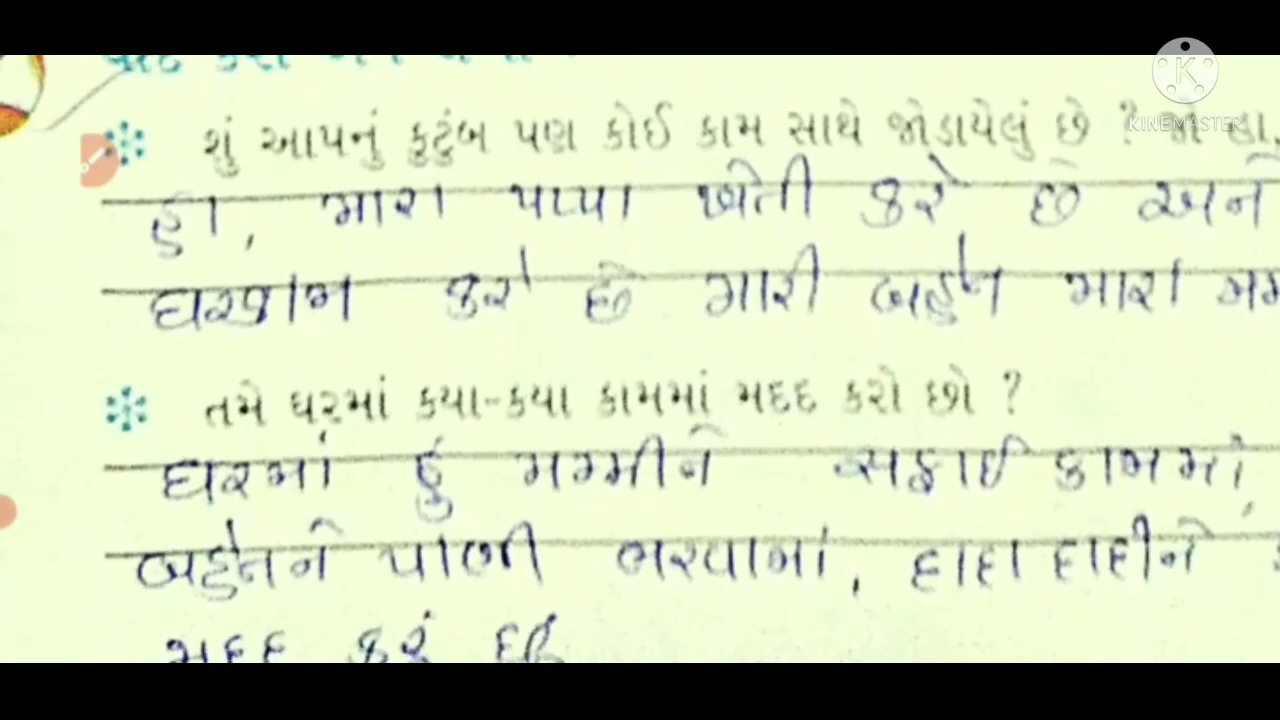 શું આપનું કુટુંબ પણ કોઈ કામ સાથે જોડાયેલું છે ? જો હા,
હા, મારા પપ્પા ખેતી કરે છે અને
ઘરકામ કરે છે મારી બહેન મારા
તમે ઘરમાં કયા-કયા કામમાં મદદ કરો છો ?
ઘરમાં હું મમ્મીને સફાઈ કામમાં,
બહેનને પાણી ભરવામાં, દાદા દાદીને
મદદ કરું છું
KINEMASTER